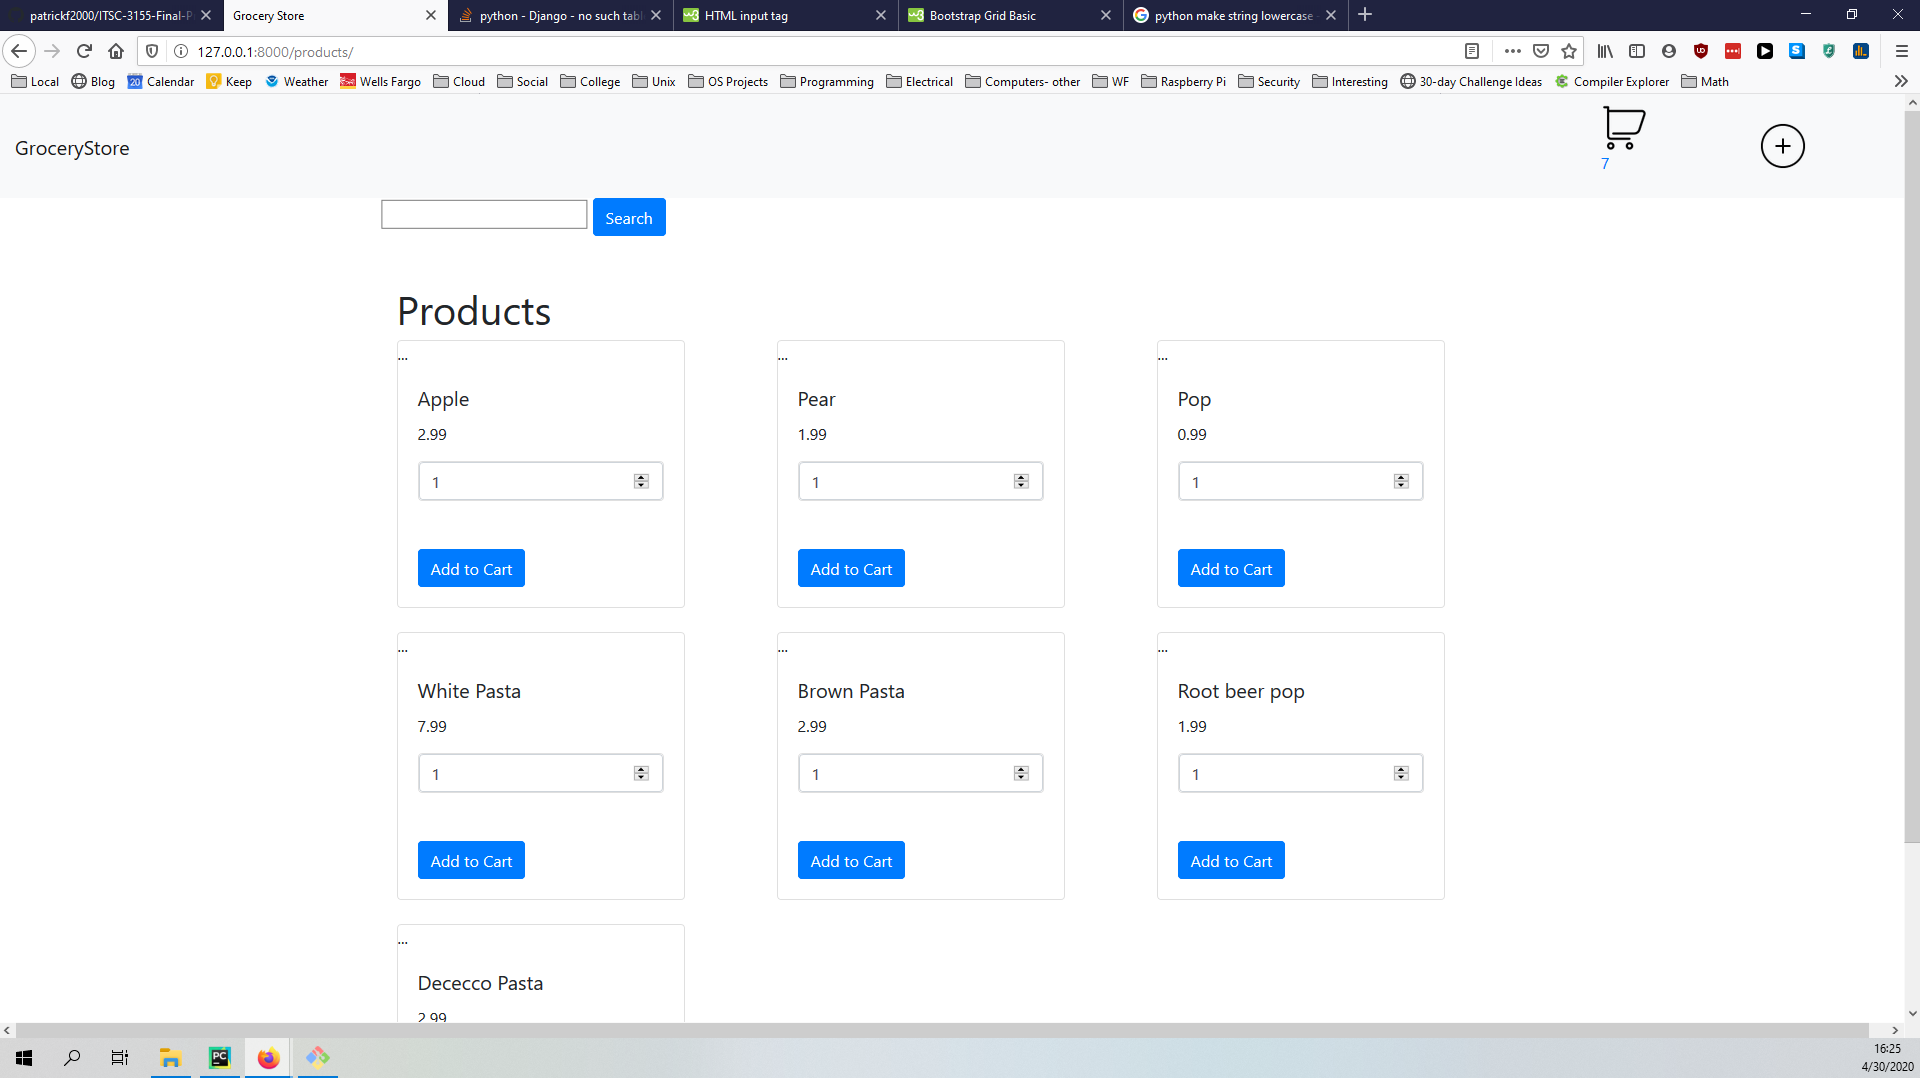 patrickf2000/ITSC-3155-Final-P
Grocery Store
python - Django - no such tab
HTML input tag
Bootstrap Grid Basic
python make string lowercase -
127.0.0.1:8000/products/
Local Blog Calendar Keep Weather Wells Fargo Cloud Social College Unix OS Projects Programming Electrical Computers- other WF Raspberry Pi Security Interesting 30-day Challenge Ideas Compiler Explorer Math
GroceryStore
7
Search
Products
... ... ...
Apple Pear Pop
2.99 1.99 0.99
1 1 1
Add to Cart Add to Cart Add to Cart
... ... ...
White Pasta Brown Pasta Root beer pop
7.99 2.99 1.99
1 1 1
Add to Cart Add to Cart Add to Cart
...
Dececco Pasta
2.99
16:25
4/30/2020